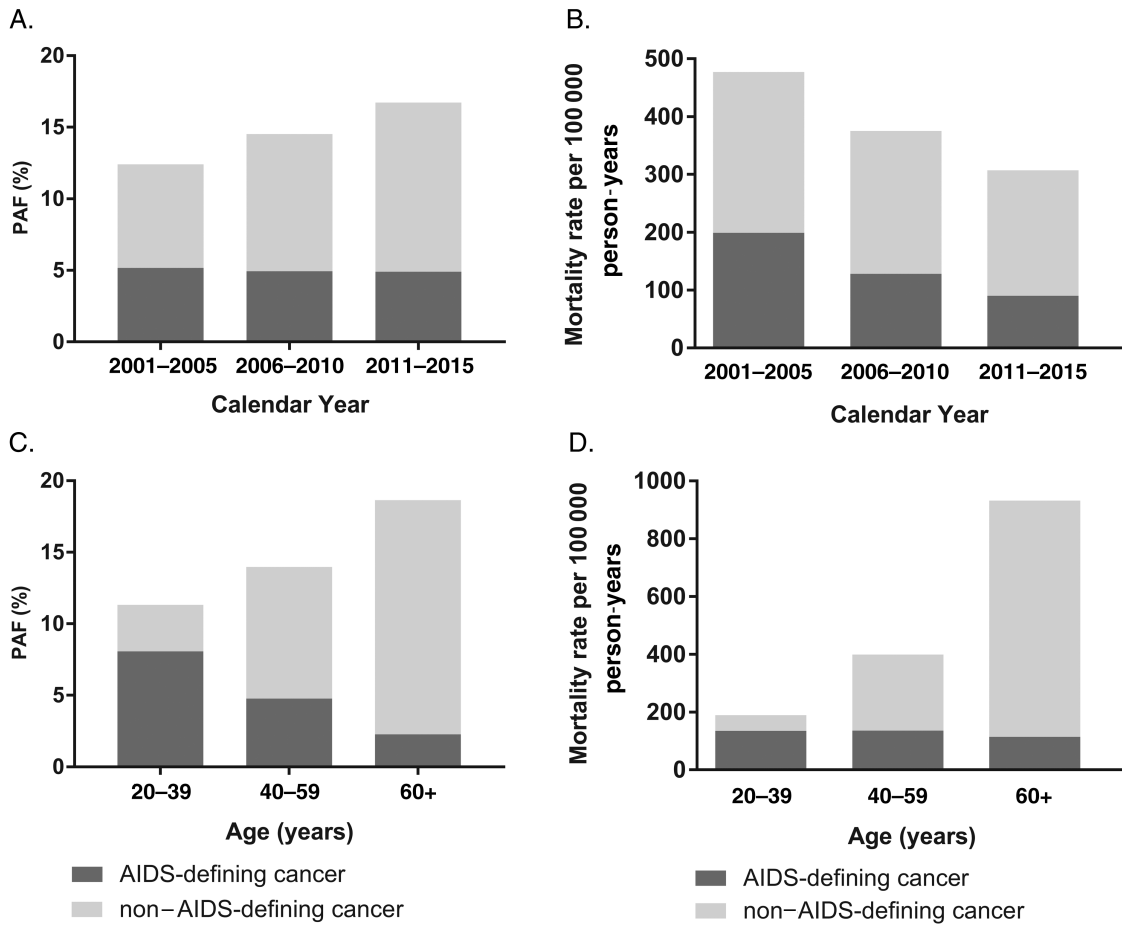 A.
20
15
10
5
0
PAF (%)
2001–2005 2006–2010 2011–2015
Calendar Year
B.
500
400
300
200
100
0
Mortality rate per 100 000
person-years
2001–2005 2006–2010 2011–2015
Calendar Year
C.
20
15
10
5
0
PAF (%)
20–39 40–59 60+
Age (years)
AIDS-defining cancer
non–AIDS-defining cancer
D.
1000
800
600
400
200
0
Mortality rate per 100 000
person-years
20–39 40–59 60+
Age (years)
AIDS-defining cancer
non–AIDS-defining cancer